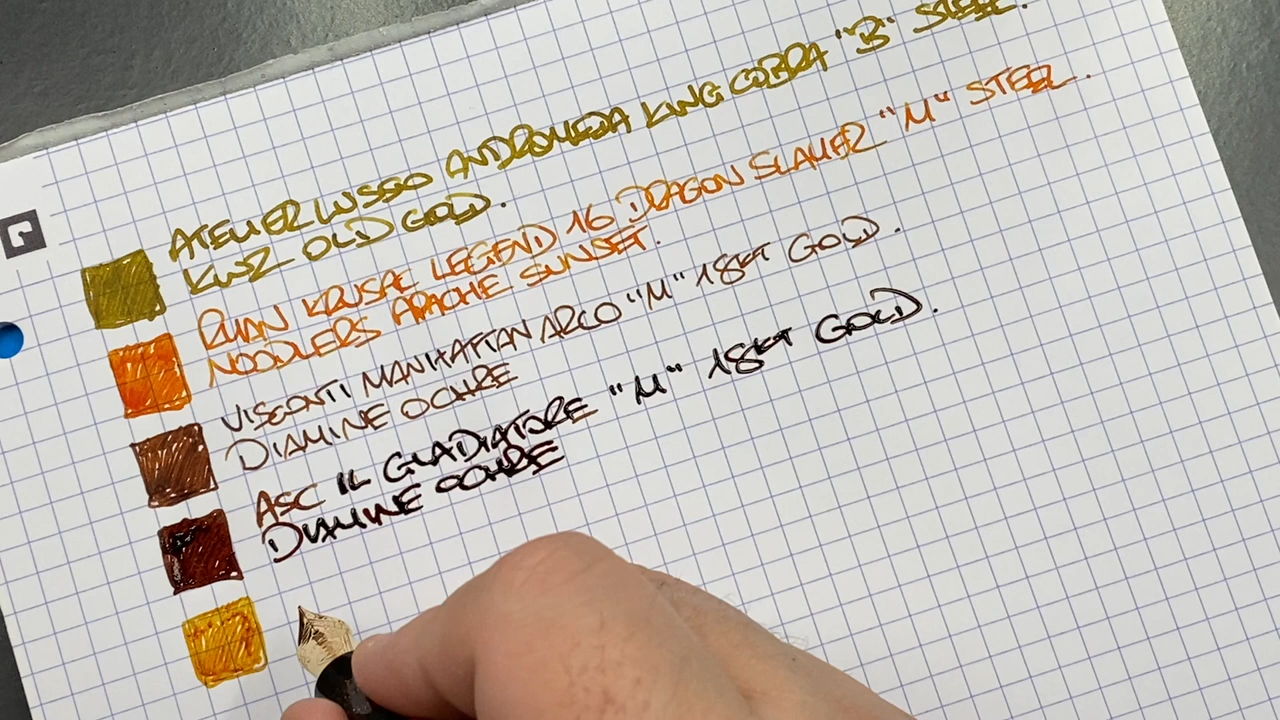 ATELIER LUSSO ANDROMEDA KING COBRA "B" STEEL.
KWZ OLD GOLD.
RYAN KRUSAE LEGEND 16 DRAGON SLAYER "M" STEEL.
NOODLERS APACHE SUNSET.
VISCONTI MANHATTAN ARCO "M" 18KT GOLD.
DIAMINE OCHRE
ASC IL GLADIATORE "M" 18KT GOLD.
DIAMINE OCHRE